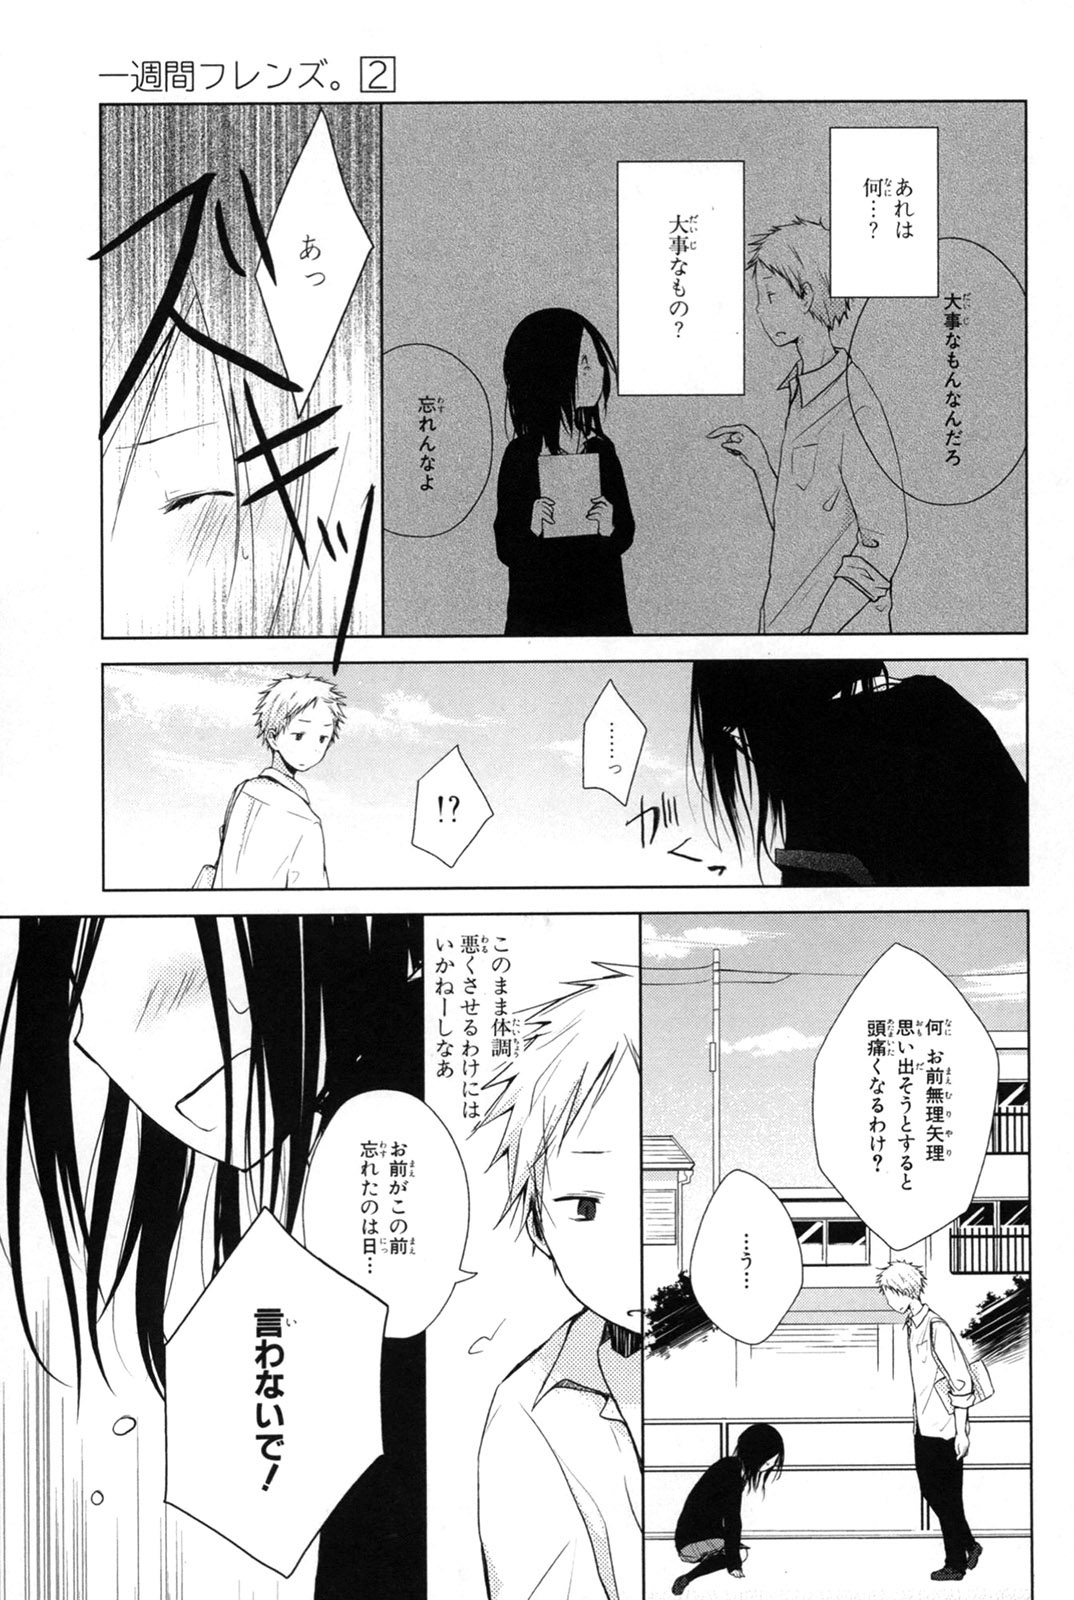 一週間フレンズ。2
あれは
何…？
大事なもんなんだろ
大事なもの？
忘れんなよ
あっ
ズキッ
……っ
ガクッ
!?
何　お前無理矢理
思い出そうとすると
頭痛くなるわけ？
…う…
このまま体調
悪くさせるわけには
いかねーしなあ
お前がこの前
忘れたのは日…
言わないで！